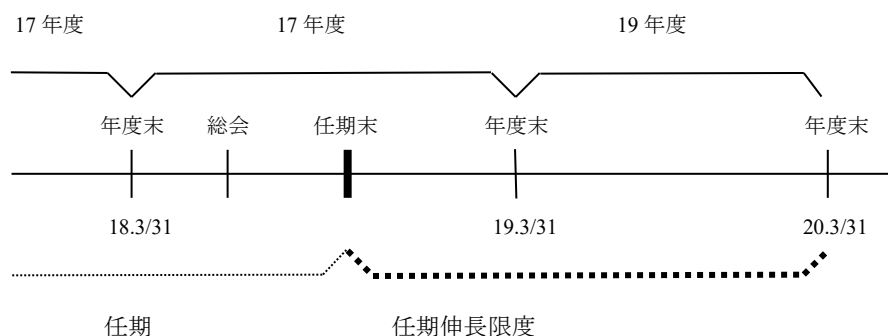 17 年度 17 年度 19 年度
年度末 総会 任期末 年度末 年度末
18.3/31 19.3/31 20.3/31
任期 任期伸長限度